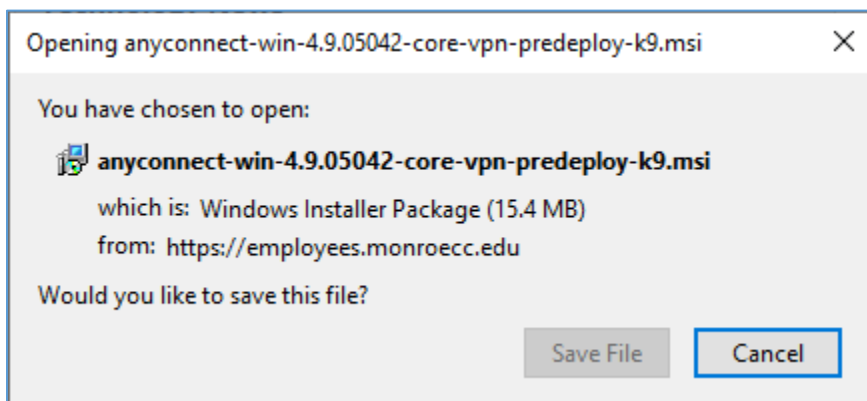 Opening anyconnect-win-4.9.05042-core-vpn-predeploy-k9.msi
You have chosen to open:
anyconnect-win-4.9.05042-core-vpn-predeploy-k9.msi
which is: Windows Installer Package (15.4 MB)
from: https://employees.monroecc.edu
Would you like to save this file?
Save File Cancel